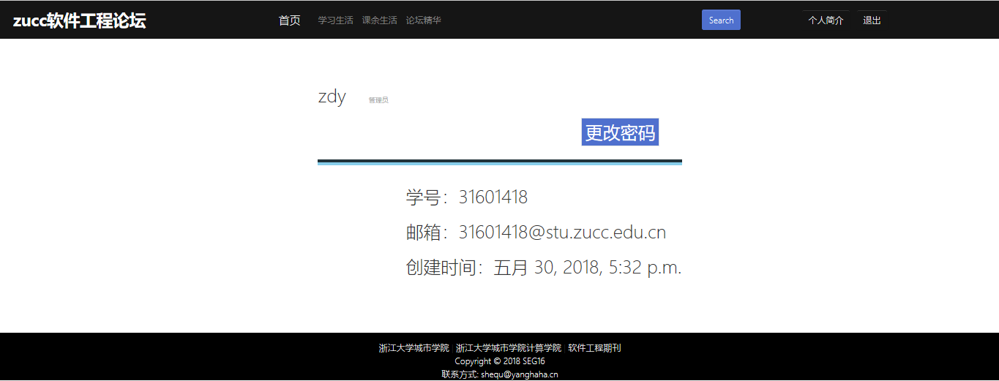 zucc软件工程论坛 首页 学习生活 课余生活 论坛精华 Search 个人简介 退出
zdy 管理员
更改密码
学号：31601418
邮箱：31601418@stu.zucc.edu.cn
创建时间：五月 30, 2018, 5:32 p.m.
浙江大学城市学院 | 浙江大学城市学院计算学院 | 软件工程期刊
Copyright © 2018 SEG16
联系方式: shequ@yanghaha.cn